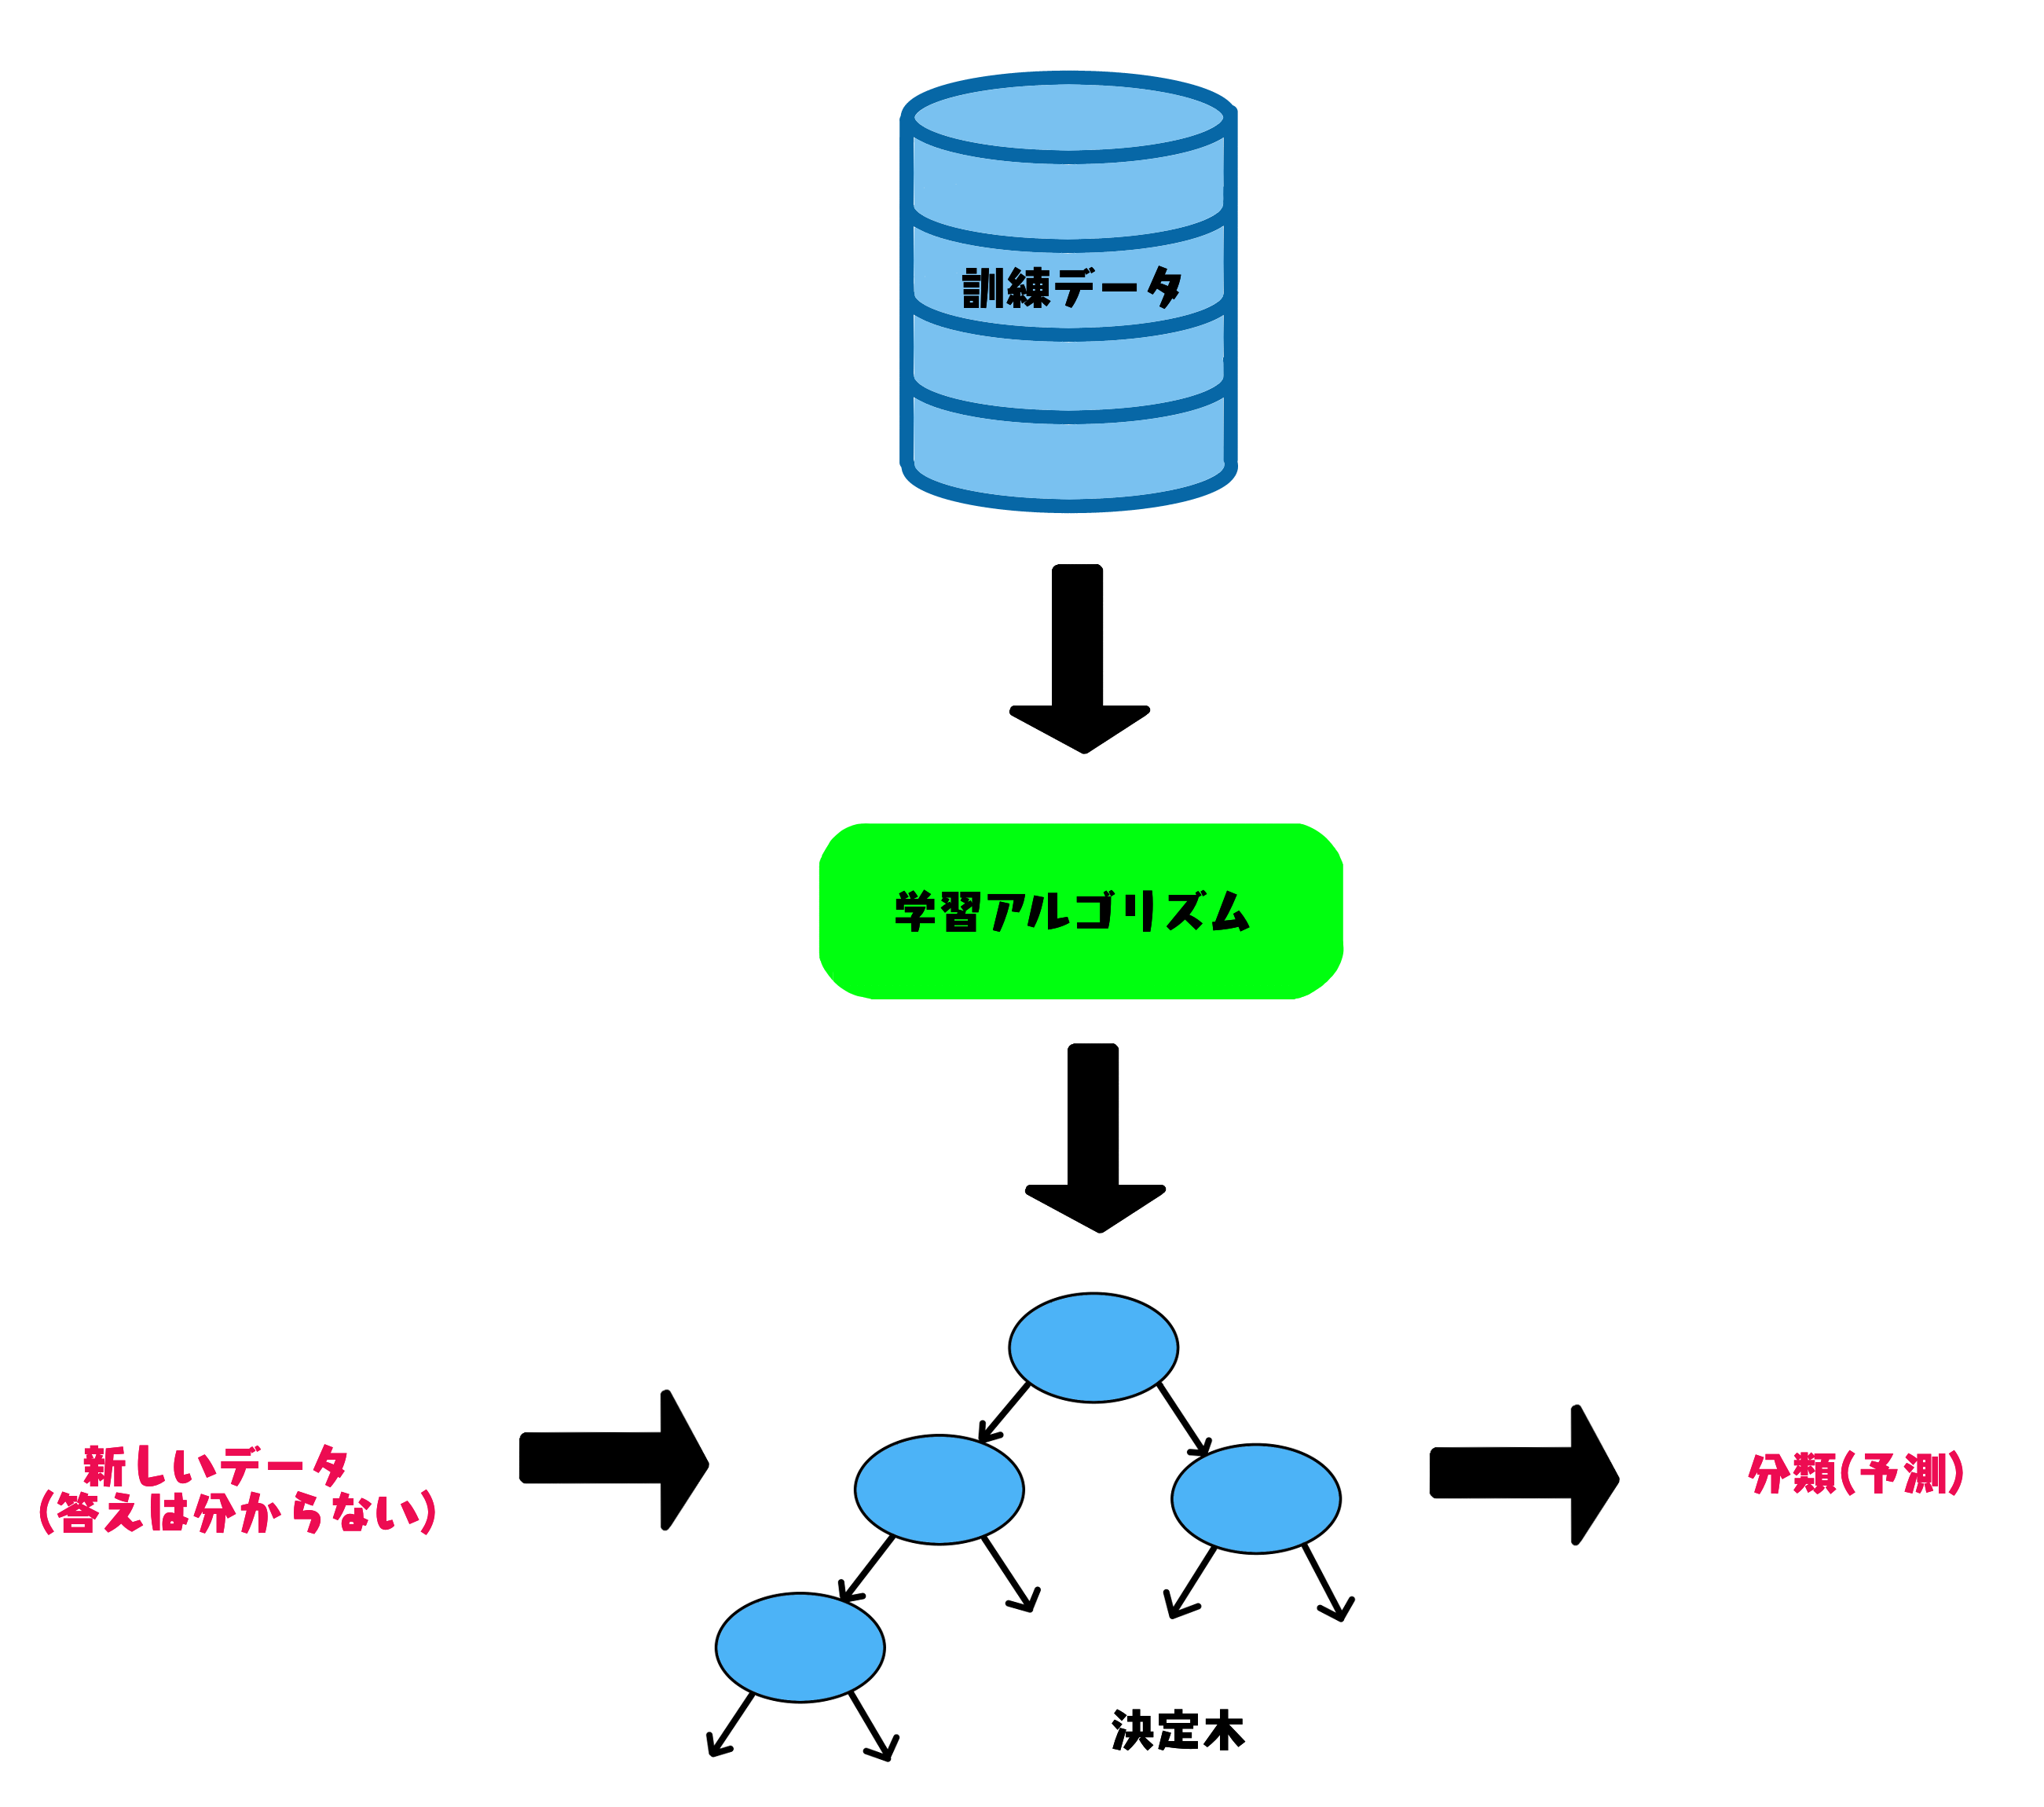 訓練データ
学習アルゴリズム
新しいデータ
(答えは分からない)
分類(予測)
決定木